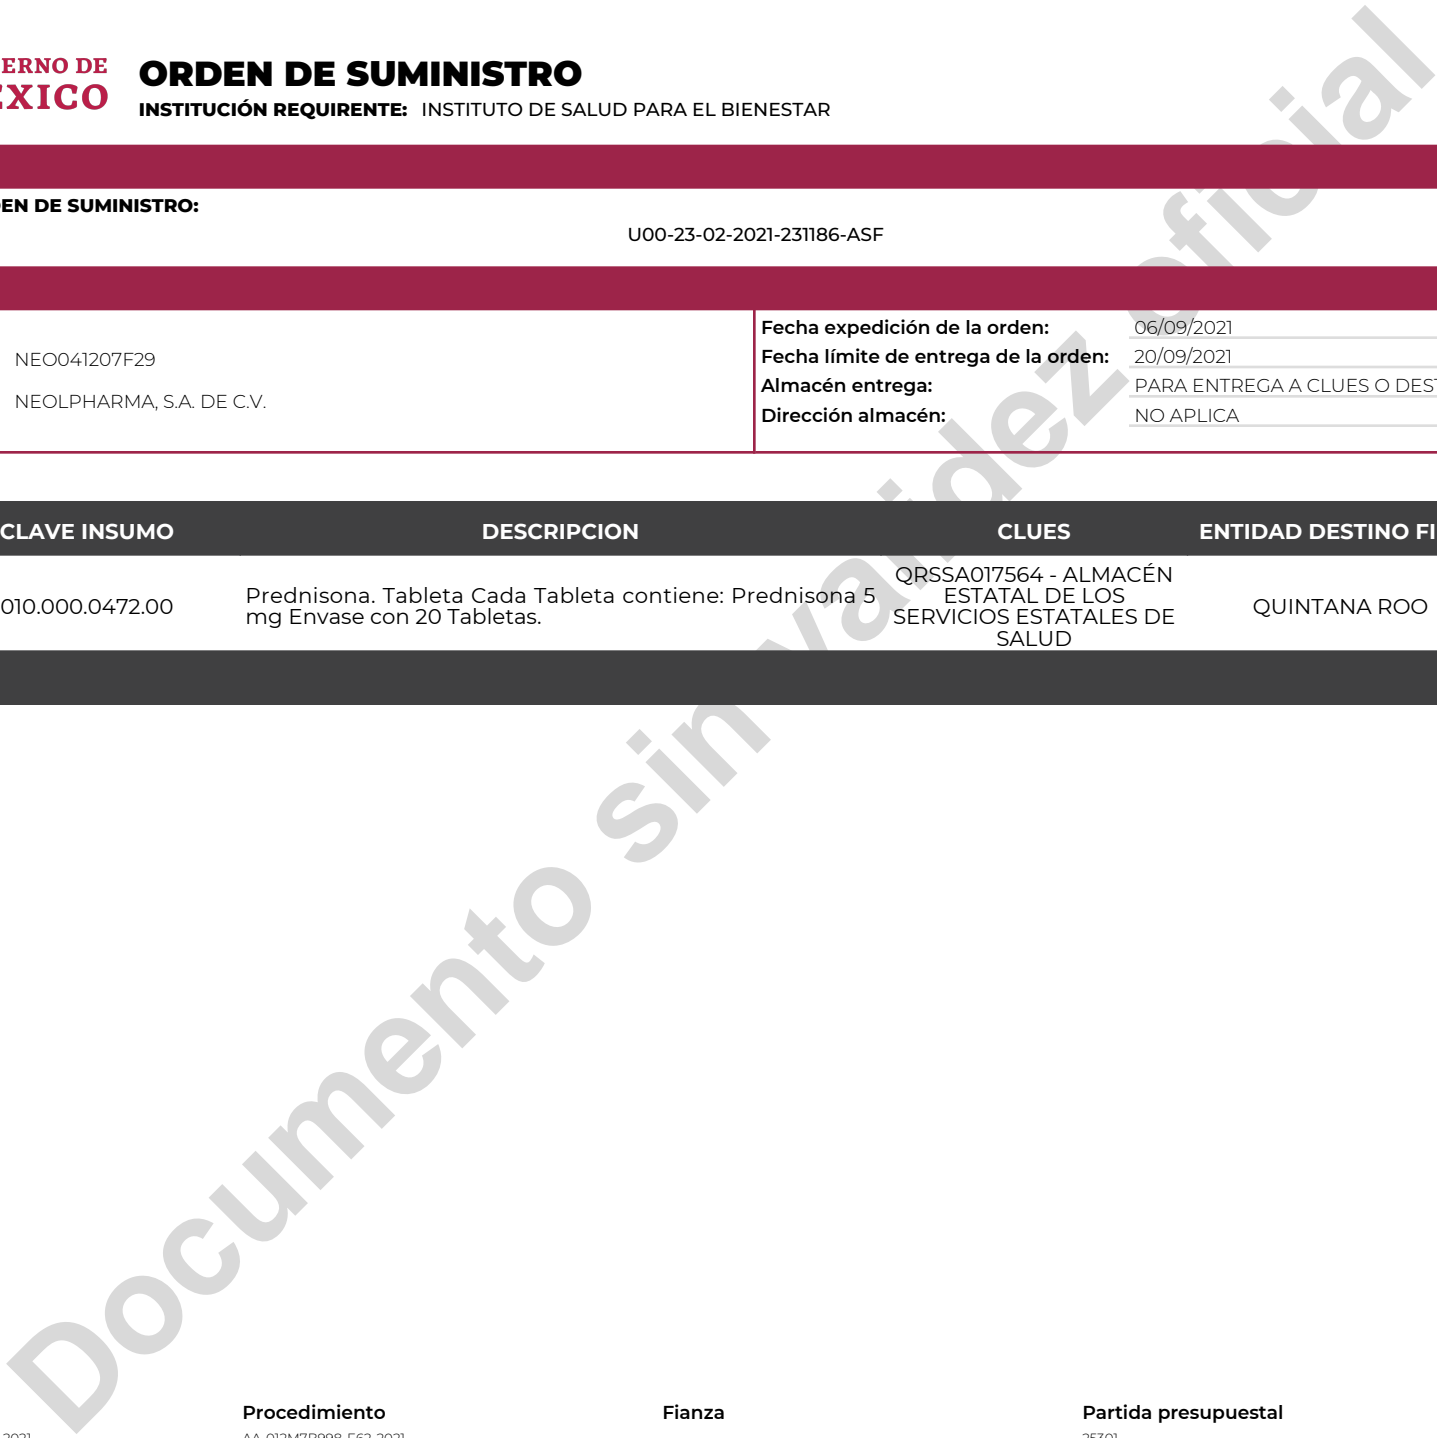 ERNO DE
EXICO
ORDEN DE SUMINISTRO
INSTITUCIÓN REQUIRENTE: INSTITUTO DE SALUD PARA EL BIENESTAR
EN DE SUMINISTRO:
U00-23-02-2021-231186-ASF
NEO041207F29
NEOLPHARMA, S.A. DE C.V.
Fecha expedición de la orden: 06/09/2021
Fecha límite de entrega de la orden: 20/09/2021
Almacén entrega: PARA ENTREGA A CLUES O DEST
Dirección almacén: NO APLICA
CLAVE INSUMO DESCRIPCION CLUES ENTIDAD DESTINO FI
010.000.0472.00
Prednisona. Tableta Cada Tableta contiene: Prednisona 5
mg Envase con 20 Tabletas.
QRSSA017564 - ALMACÉN
ESTATAL DE LOS
SERVICIOS ESTATALES DE
SALUD
QUINTANA ROO
Documento sin validez oficial
Procedimiento Fianza Partida presupuestal